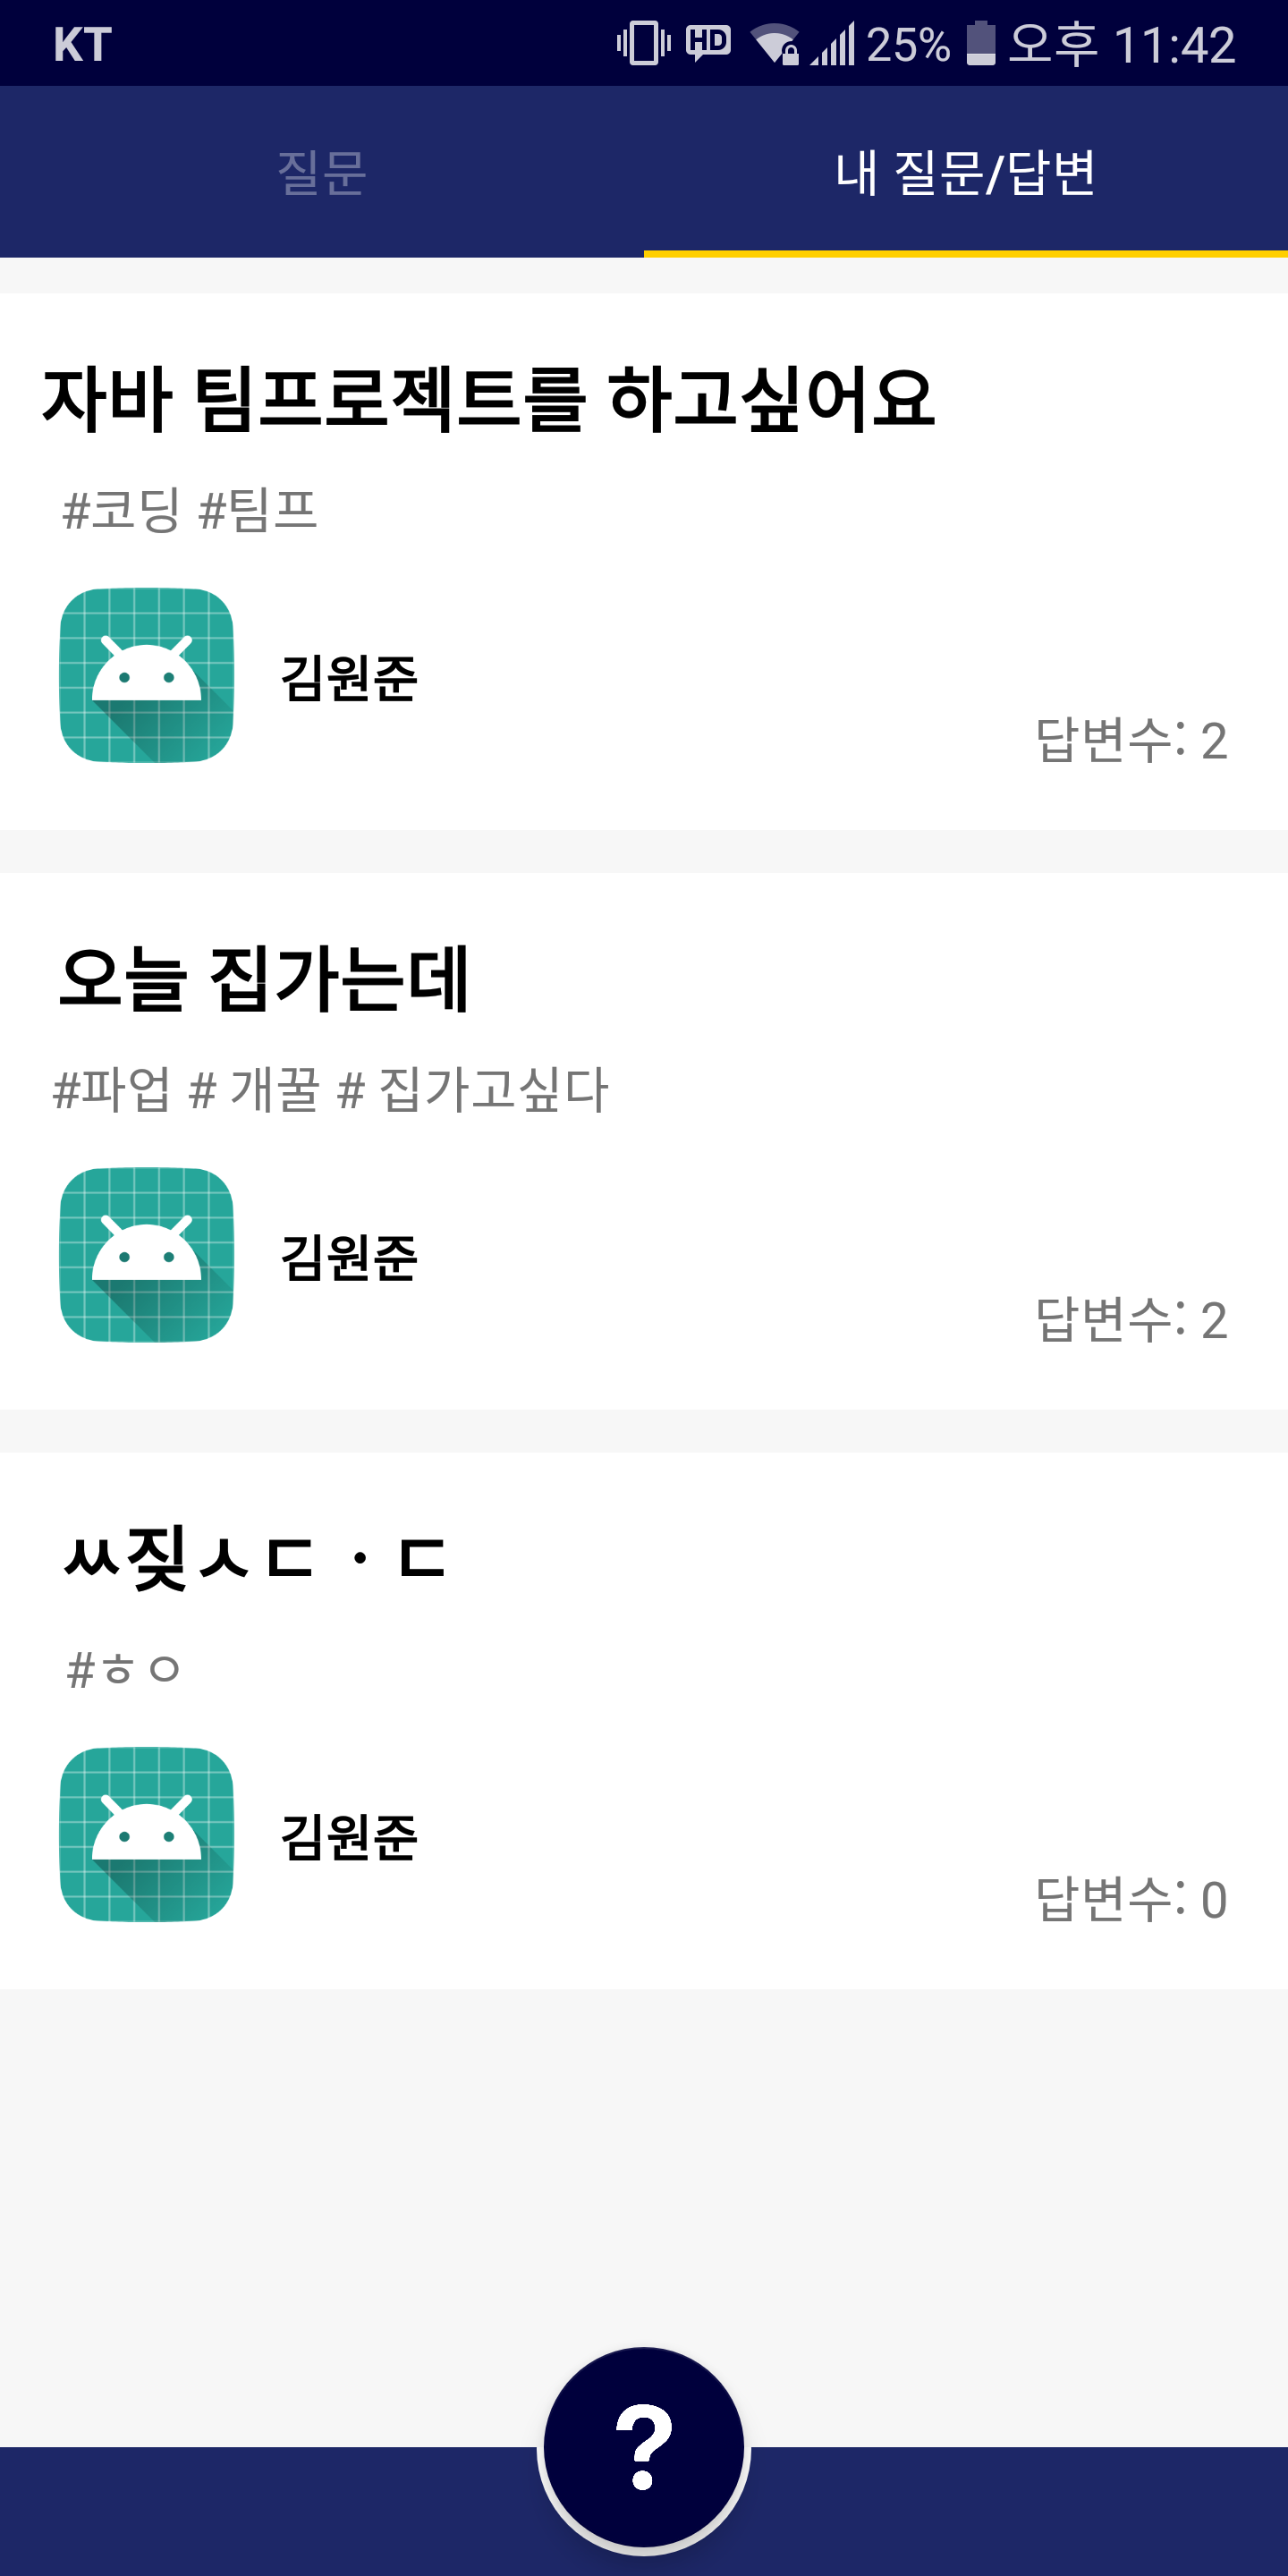 KT HD 25% 오후 11:42
질문 내 질문/답변
자바 팀프로젝트를 하고싶어요
#코딩 #팀프
김원준
답변수: 2
오늘 집가는데
#파업 # 개꿀 # 집가고싶다
김원준
답변수: 2
ㅆ짖ㅅㄷㆍㄷ
#ㅎㅇ
김원준
답변수: 0
?